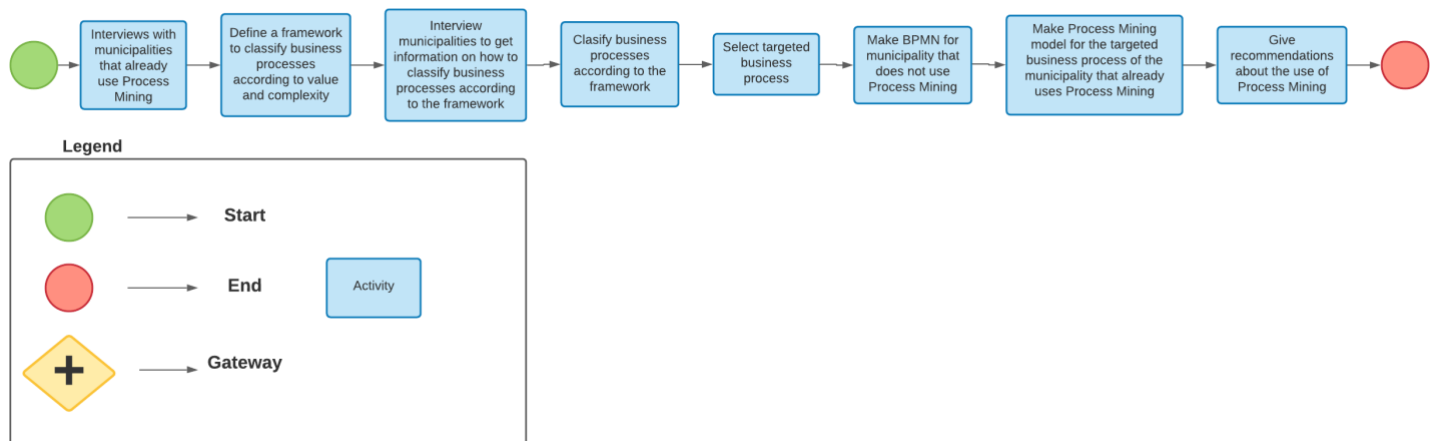 Interviews with
municipalities
that already
use Process
Mining
Define a framework
to classify business
processes
according to value
and complexity
Interview
municipalities to get
information on how to
classify business
processes according
to the framework
Clasify business
processes
according to the
framework
Select targeted
business
process
Make BPMN for
municipality that
does not use
Process Mining
Make Process Mining
model for the targeted
business process of the
municipality that already
uses Process Mining
Give
recommendations
about the use of
Process Mining
Legend
Start
End
Activity
Gateway